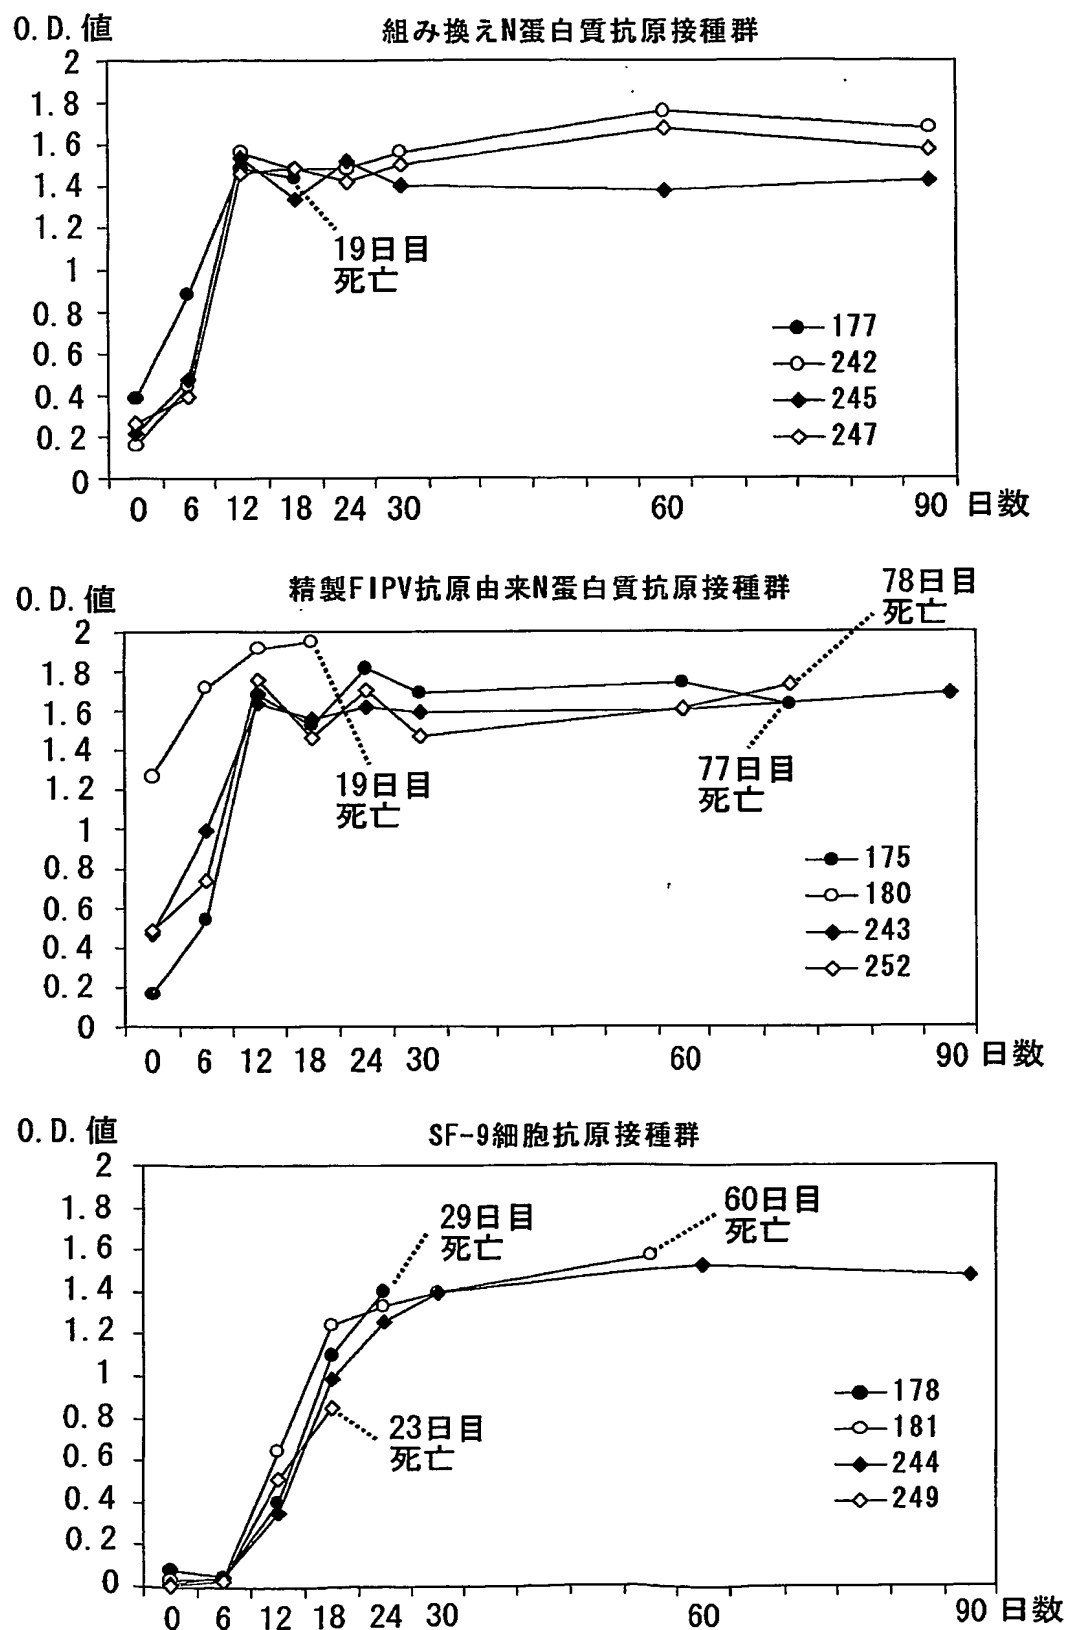 O.D.値
組み換えN蛋白質抗原接種群
2
1.8
1.6
1.4
1.2
1
0.8
0.6
0.4
0.2
0
19日目
死亡
177
242
245
247
0 6 12 18 24 30 60 90 日数
O.D.値
精製FIPV抗原由来N蛋白質抗原接種群
78日目
死亡
2
1.8
1.6
1.4
1.2
1
0.8
0.6
0.4
0.2
0
19日目
死亡
77日目
死亡
175
180
243
252
0 6 12 18 24 30 60 90 日数
O.D.値
SF-9細胞抗原接種群
2
1.8
1.6
1.4
1.2
1
0.8
0.6
0.4
0.2
0
29日目
死亡
60日目
死亡
23日目
死亡
178
181
244
249
0 6 12 18 24 30 60 90 日数